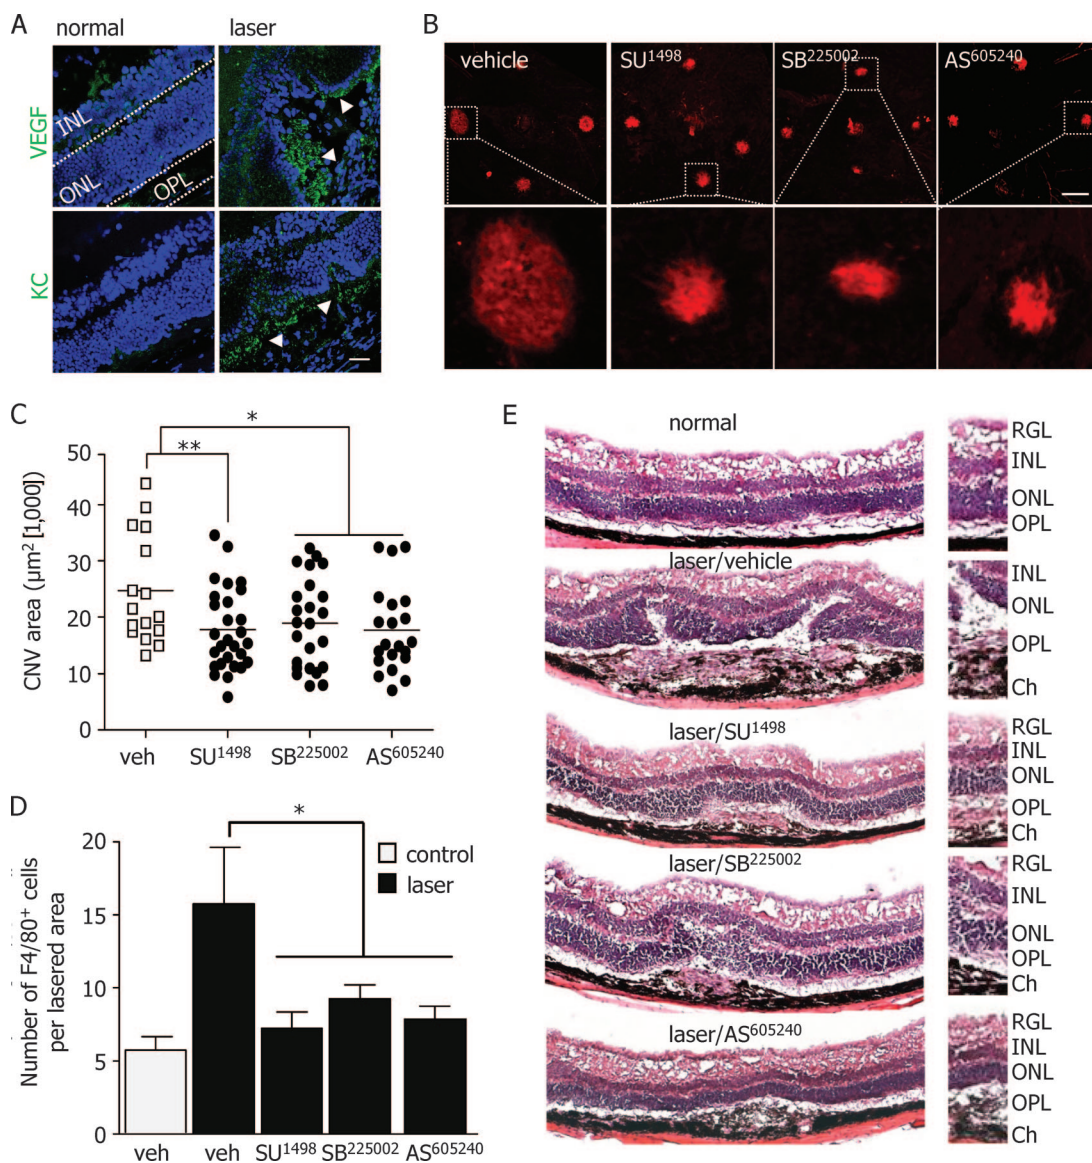 A
normal
laser
VEGF
INL
ONL
OPL
KC
B
vehicle
SU1498
SB225002
AS605240
C
CNV area (µm² [1,000])
50
40
30
20
10
0
*
**
veh
SU1498
SB225002
AS605240
D
Number of F4/80⁺ cells
per lasered area
20
15
10
5
0
*
control
laser
veh
veh
SU1498
SB225002
AS605240
E
normal
RGL
INL
ONL
OPL
laser/vehicle
INL
ONL
OPL
Ch
laser/SU1498
RGL
INL
ONL
OPL
Ch
laser/SB225002
RGL
INL
ONL
OPL
Ch
laser/AS605240
RGL
INL
ONL
OPL
Ch